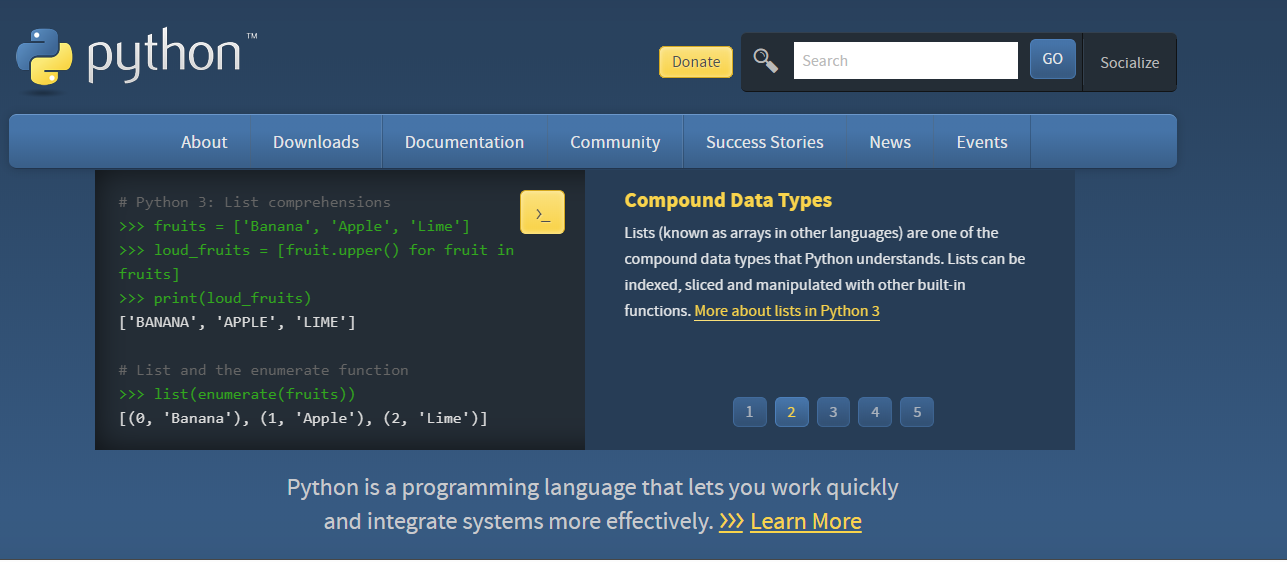 python™
Donate
Search
GO
Socialize
About Downloads Documentation Community Success Stories News Events
# Python 3: List comprehensions
>>> fruits = ['Banana', 'Apple', 'Lime']
>>> loud_fruits = [fruit.upper() for fruit in
fruits]
>>> print(loud_fruits)
['BANANA', 'APPLE', 'LIME']
# List and the enumerate function
>>> list(enumerate(fruits))
[(0, 'Banana'), (1, 'Apple'), (2, 'Lime')]
>_
Compound Data Types
Lists (known as arrays in other languages) are one of the
compound data types that Python understands. Lists can be
indexed, sliced and manipulated with other built-in
functions. More about lists in Python 3
1 2 3 4 5
Python is a programming language that lets you work quickly
and integrate systems more effectively. >>> Learn More